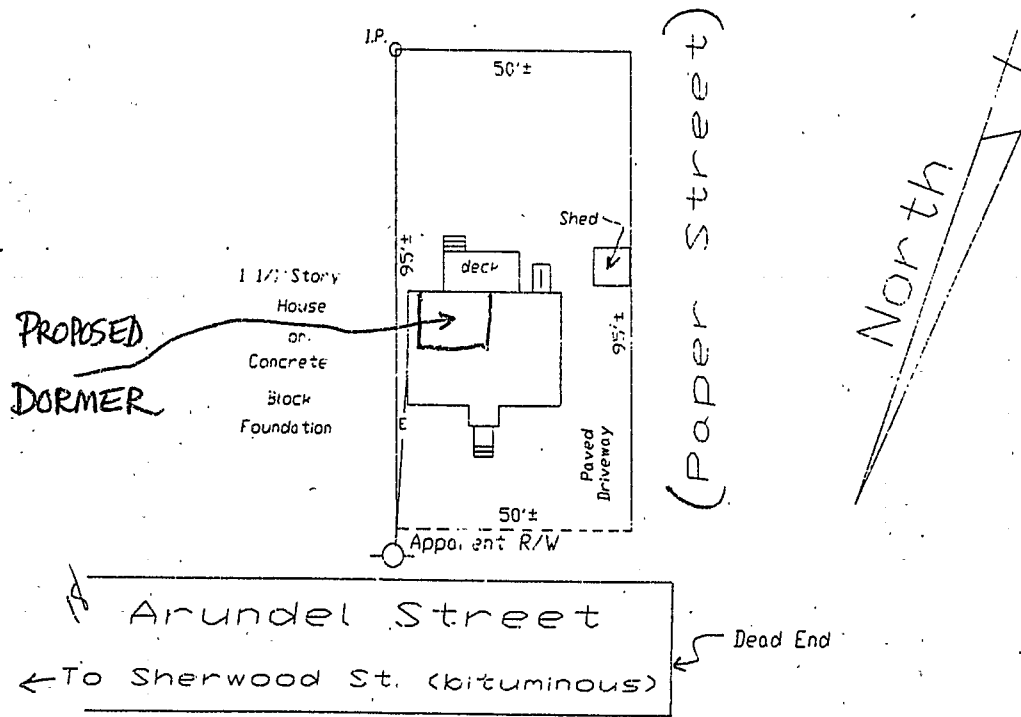 I.P.
50'±
(Paper Street)
North
Shed
95'±
deck
1 1/2 Story
House
on
Concrete
Block
Foundation
PROPOSED
DORMER
95'±
E
Paved
Driveway
50'±
Apparent R/W
Arundel Street
Dead End
←To Sherwood St. (bituminous)